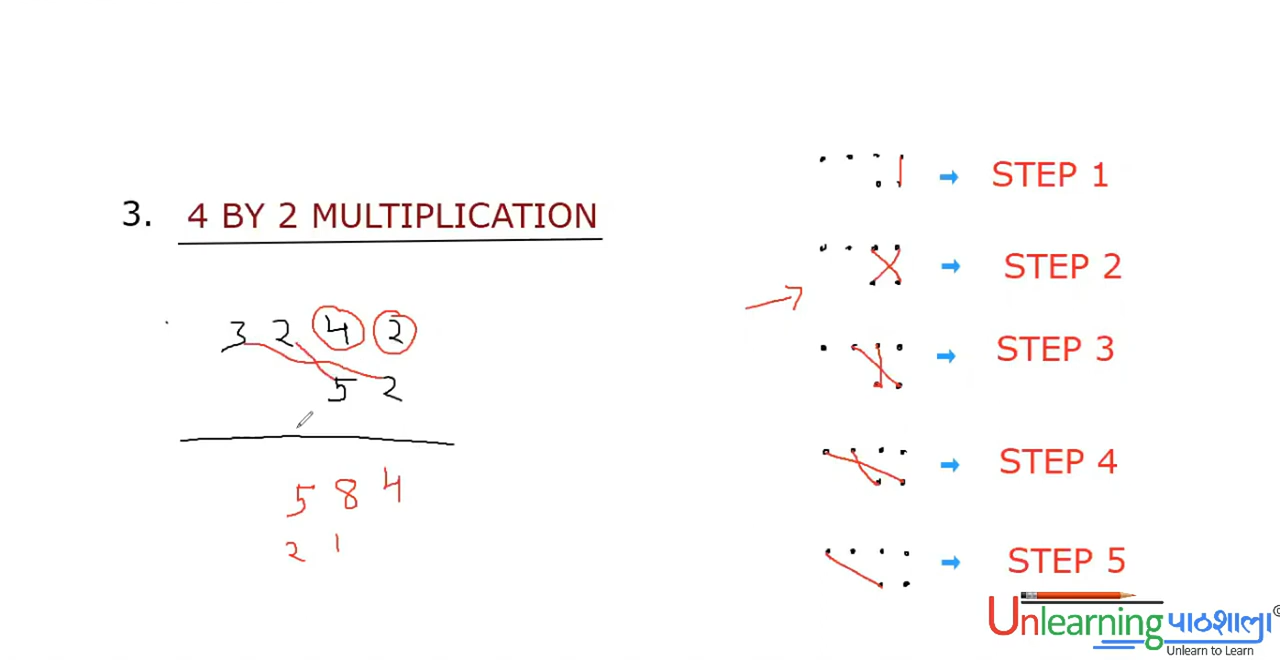 3. 4 BY 2 MULTIPLICATION
3 2 4 2
5 2
5 8 4
2 1
STEP 1
STEP 2
STEP 3
STEP 4
STEP 5
Unlearning पाठशाला ©
Unlearn to Learn